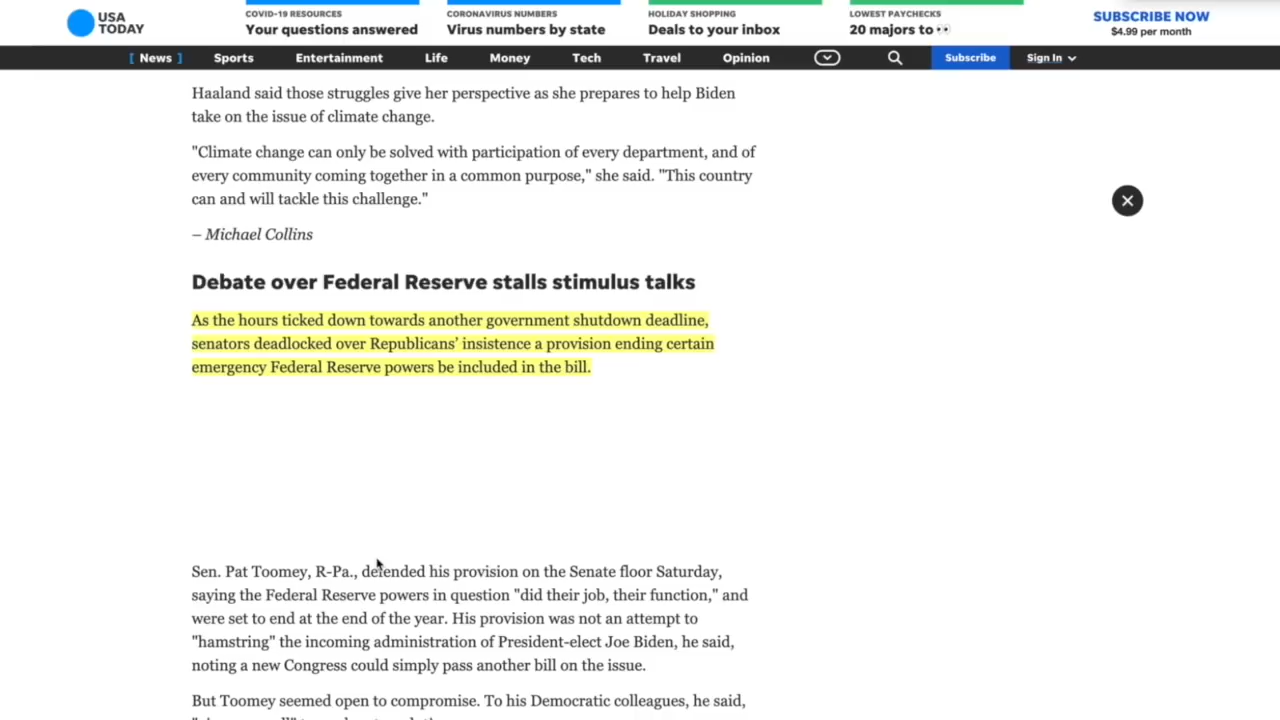 USA
TODAY
COVID-19 RESOURCES
Your questions answered
CORONAVIRUS NUMBERS
Virus numbers by state
HOLIDAY SHOPPING
Deals to your inbox
LOWEST PAYCHECKS
20 majors to 👀
SUBSCRIBE NOW
$4.99 per month
[ News ] Sports Entertainment Life Money Tech Travel Opinion Subscribe Sign In
Haaland said those struggles give her perspective as she prepares to help Biden
take on the issue of climate change.
"Climate change can only be solved with participation of every department, and of
every community coming together in a common purpose," she said. "This country
can and will tackle this challenge."
– Michael Collins
Debate over Federal Reserve stalls stimulus talks
As the hours ticked down towards another government shutdown deadline,
senators deadlocked over Republicans’ insistence a provision ending certain
emergency Federal Reserve powers be included in the bill.
Sen. Pat Toomey, R-Pa., defended his provision on the Senate floor Saturday,
saying the Federal Reserve powers in question "did their job, their function," and
were set to end at the end of the year. His provision was not an attempt to
"hamstring" the incoming administration of President-elect Joe Biden, he said,
noting a new Congress could simply pass another bill on the issue.
But Toomey seemed open to compromise. To his Democratic colleagues, he said,